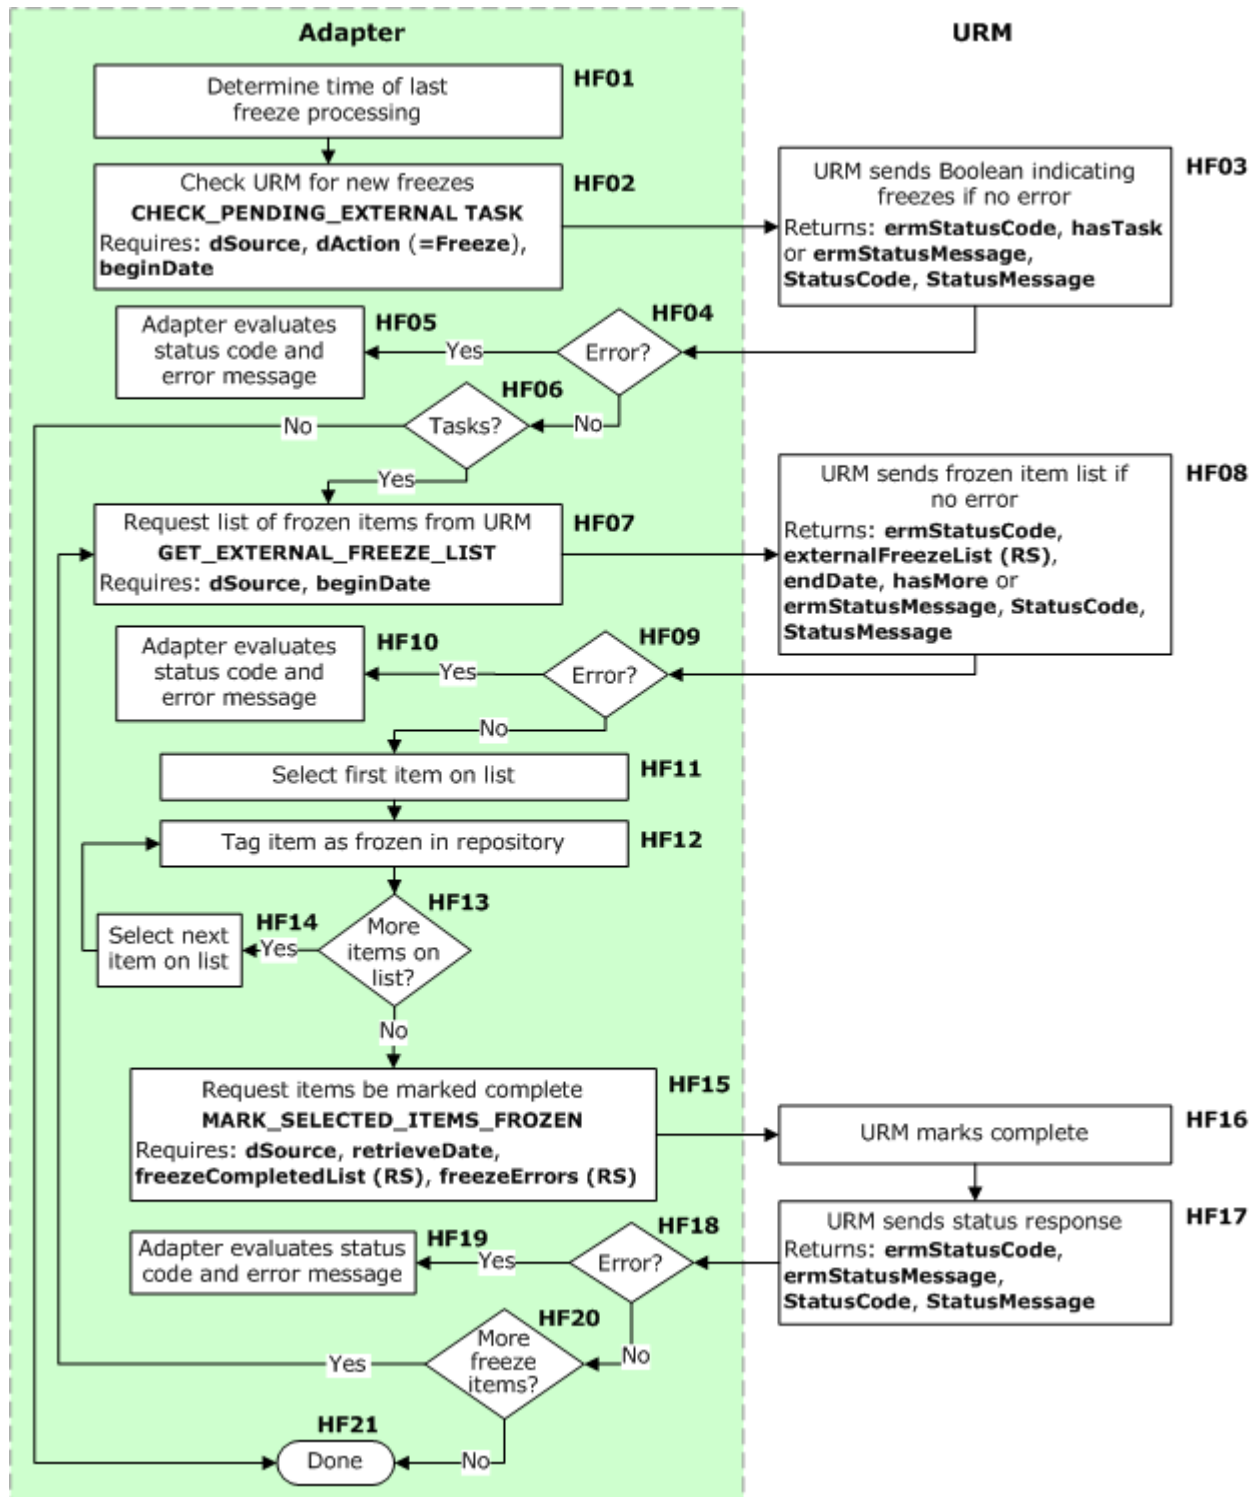 Adapter
URM
Determine time of last
freeze processing
HF01
Check URM for new freezes
CHECK_PENDING_EXTERNAL TASK
Requires: dSource, dAction (=Freeze),
beginDate
HF02
URM sends Boolean indicating
freezes if no error
Returns: ermStatusCode, hasTask
or ermStatusMessage,
StatusCode, StatusMessage
HF03
Error?
HF04
Yes
Adapter evaluates
status code and
error message
HF05
No
Tasks?
HF06
No
Yes
Request list of frozen items from URM
GET_EXTERNAL_FREEZE_LIST
Requires: dSource, beginDate
HF07
URM sends frozen item list if
no error
Returns: ermStatusCode,
externalFreezeList (RS),
endDate, hasMore or
ermStatusMessage, StatusCode,
StatusMessage
HF08
Error?
HF09
Yes
Adapter evaluates
status code and
error message
HF10
No
Select first item on list
HF11
Tag item as frozen in repository
HF12
More
items on
list?
HF13
Yes
Select next
item on list
HF14
No
Request items be marked complete
MARK_SELECTED_ITEMS_FROZEN
Requires: dSource, retrieveDate,
freezeCompletedList (RS), freezeErrors (RS)
HF15
URM marks complete
HF16
URM sends status response
Returns: ermStatusCode,
ermStatusMessage,
StatusCode, StatusMessage
HF17
Error?
HF18
Yes
Adapter evaluates status
code and error message
HF19
No
More
freeze
items?
HF20
Yes
No
Done
HF21